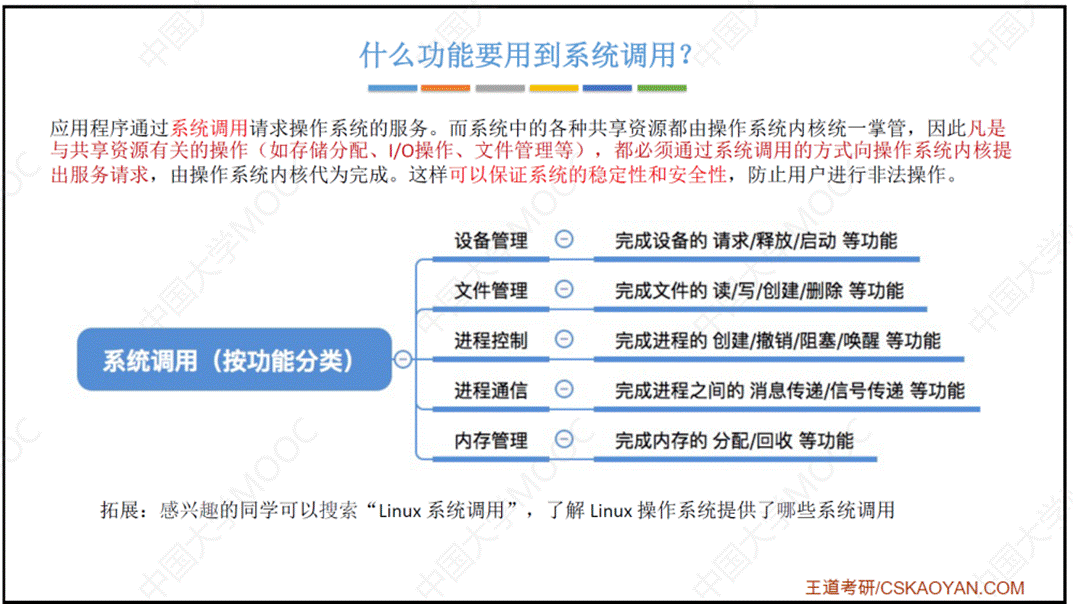 什么功能要用到系统调用？
应用程序通过系统调用请求操作系统的服务。而系统中的各种共享资源都由操作系统内核统一掌管，因此凡是
与共享资源有关的操作（如存储分配、I/O操作、文件管理等），都必须通过系统调用的方式向操作系统内核提
出服务请求，由操作系统内核代为完成。这样可以保证系统的稳定性和安全性，防止用户进行非法操作。
系统调用（按功能分类）
设备管理 完成设备的 请求/释放/启动 等功能
文件管理 完成文件的 读/写/创建/删除 等功能
进程控制 完成进程的 创建/撤销/阻塞/唤醒 等功能
进程通信 完成进程之间的 消息传递/信号传递 等功能
内存管理 完成内存的 分配/回收 等功能
拓展：感兴趣的同学可以搜索“Linux 系统调用”，了解 Linux 操作系统提供了哪些系统调用
王道考研/CSKAOYAN.COM
中国大学MOOC